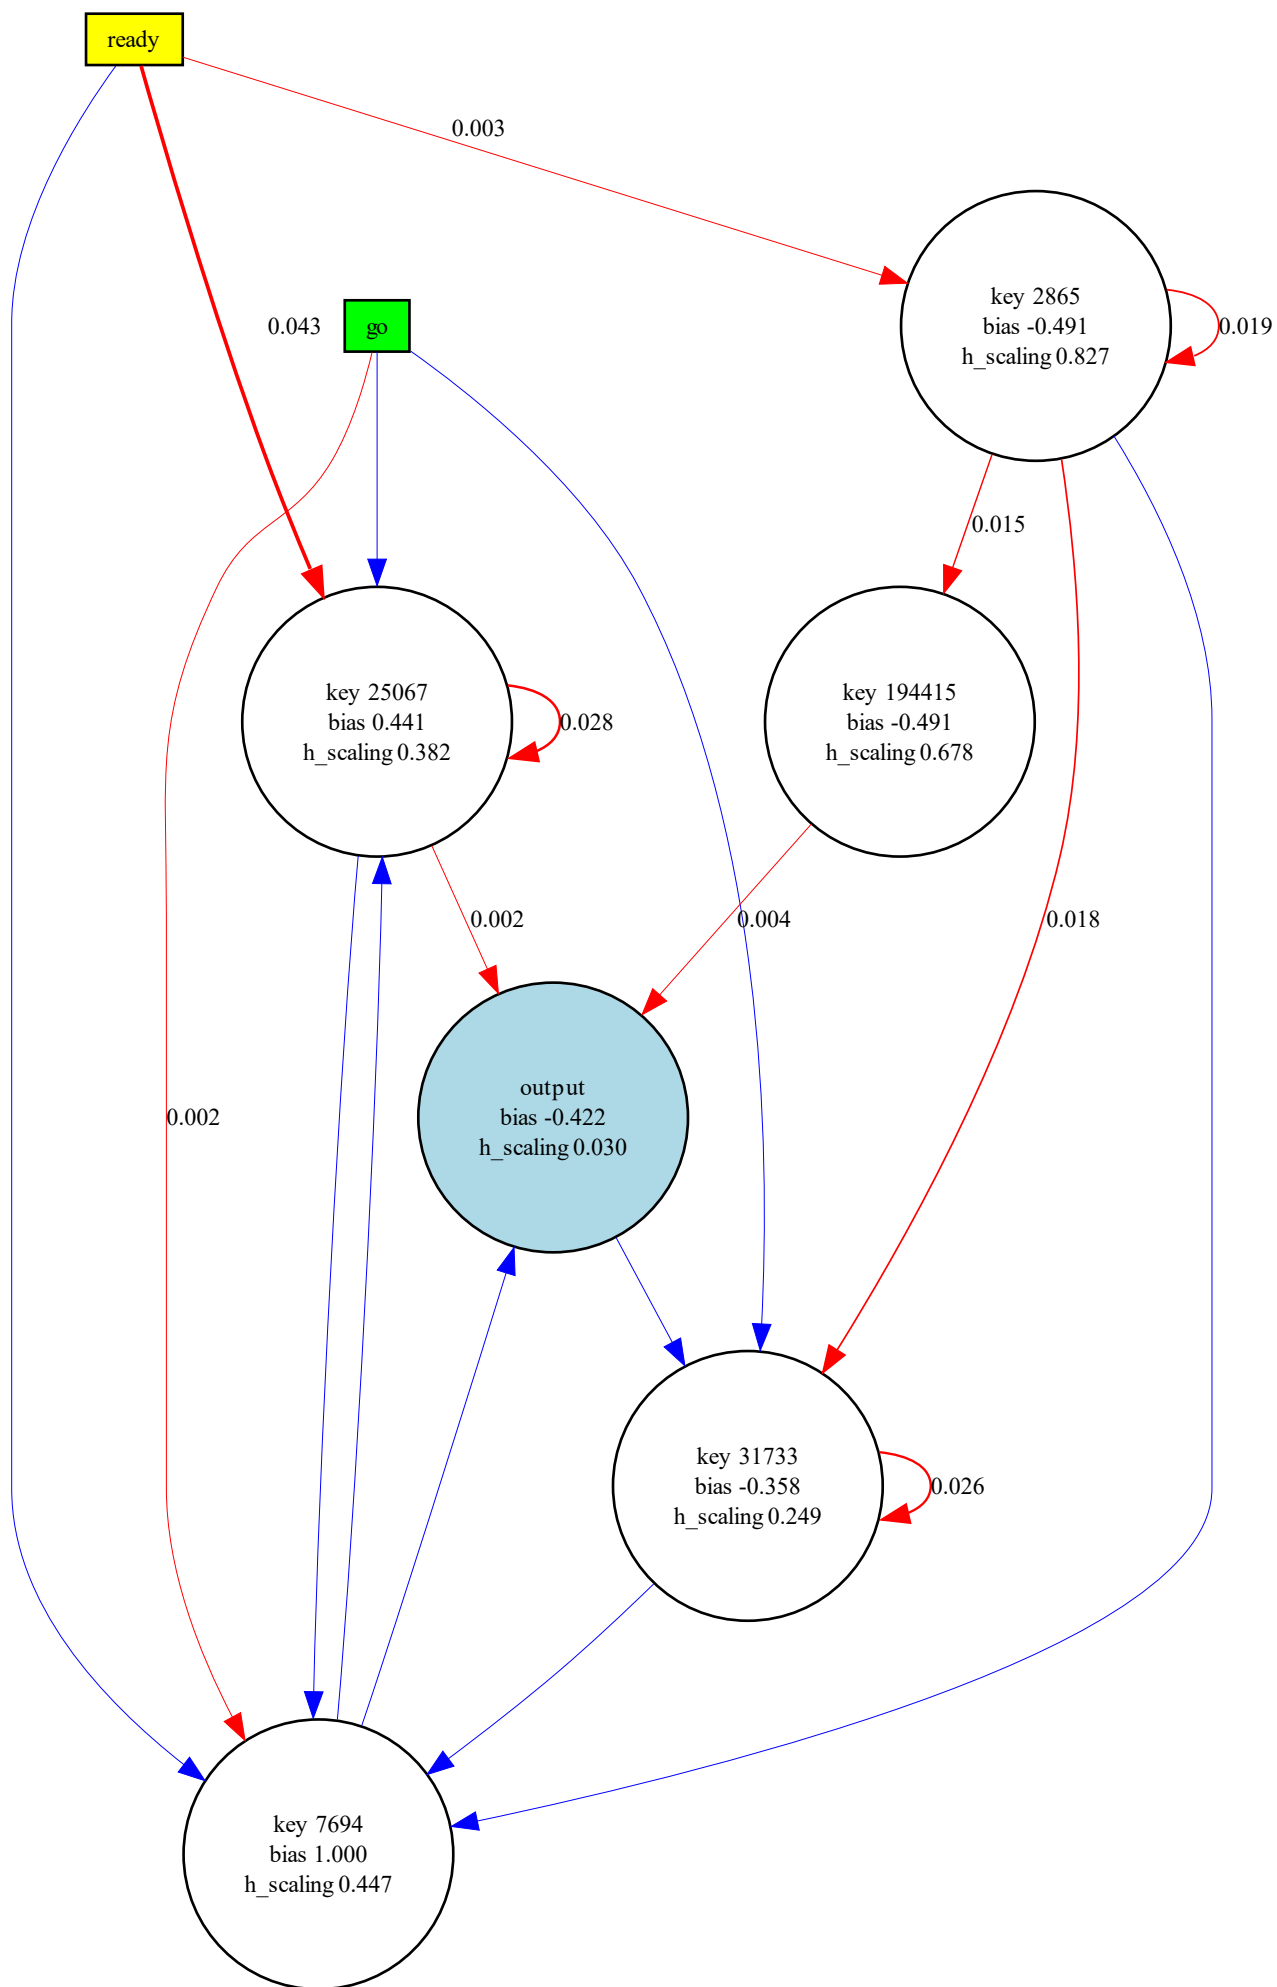 ready
0.003
key 2865
bias -0.491
h_scaling 0.827
0.019
0.043
go
0.015
key 25067
bias 0.441
h_scaling 0.382
0.028
key 194415
bias -0.491
h_scaling 0.678
0.002
0.004
0.018
output
bias -0.422
h_scaling 0.030
0.002
key 31733
bias -0.358
h_scaling 0.249
0.026
key 7694
bias 1.000
h_scaling 0.447